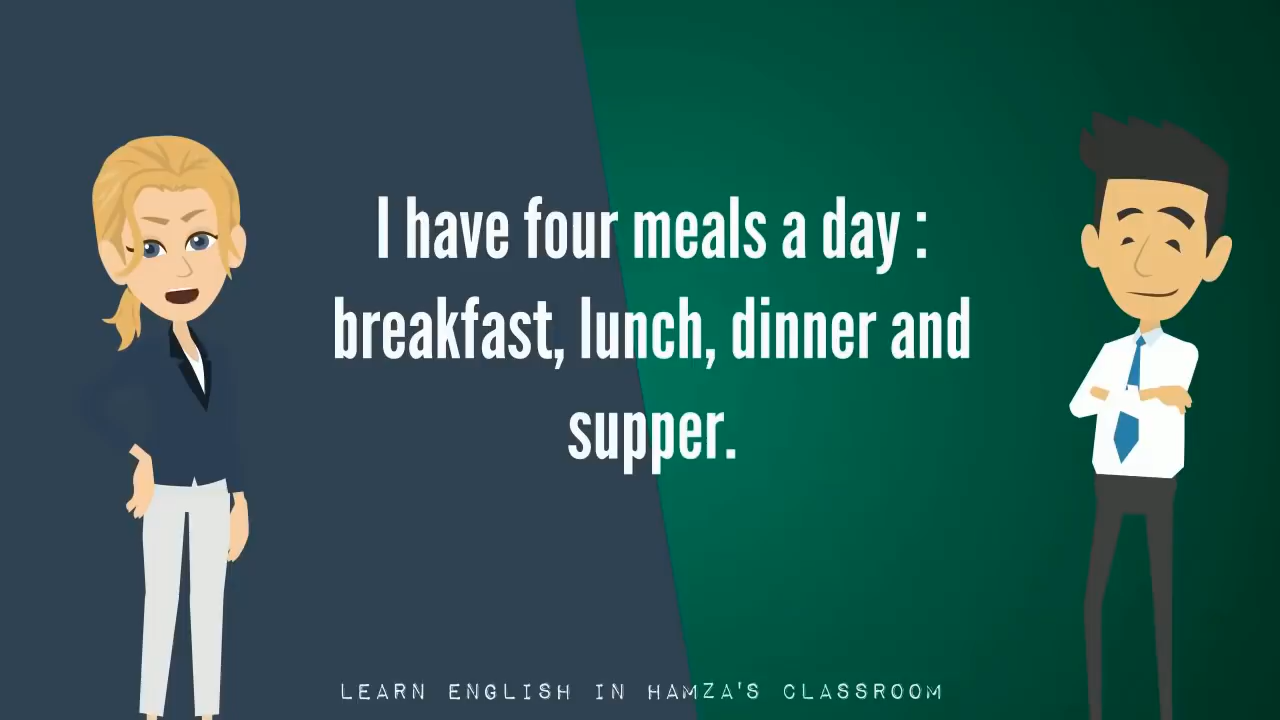 I have four meals a day :
breakfast, lunch, dinner and
supper.
LEARN ENGLISH IN HAMZA'S CLASSROOM